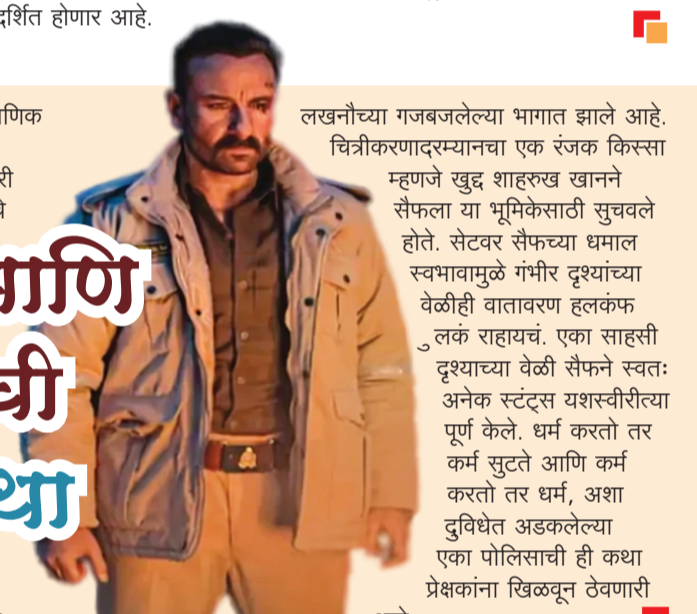 दर्शित होणार आहे.
णिक
री
लखनौच्या गजबजलेल्या भागात झाले आहे.
चित्रीकरणादरम्यानचा एक रंजक किस्सा
म्हणजे खुद्द शाहरुख खानने
सैफला या भूमिकेसाठी सुचवले
होते. सेटवर सैफच्या धमाल
स्वभावामुळे गंभीर दृश्यांच्या
वेळीही वातावरण हलकंफ
ुलकं राहायचं. एका साहसी
दृश्याच्या वेळी सैफने स्वतः
अनेक स्टंट्स यशस्वीरीत्या
पूर्ण केले. धर्म करतो तर
कर्म सुटते आणि कर्म
करतो तर धर्म, अशा
दुविधेत अडकलेल्या
एका पोलिसाची ही कथा
प्रेक्षकांना खिळवून ठेवणारी
आणि
त्री
था